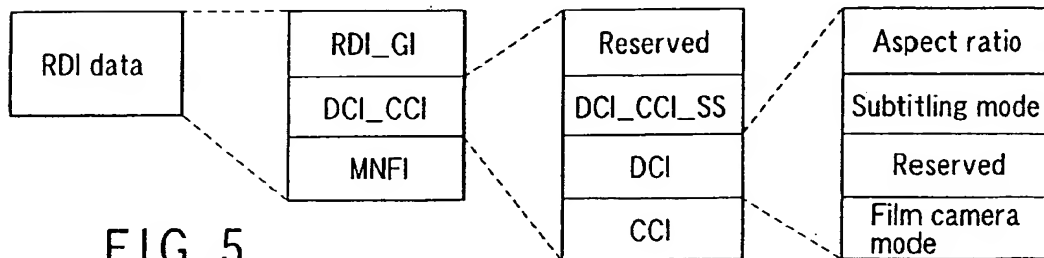 RDI data
RDI_GI
DCI_CCI
MNFI
Reserved
DCI_CCI_SS
DCI
CCI
Aspect ratio
Subtitling mode
Reserved
Film camera
mode
FIG. 5